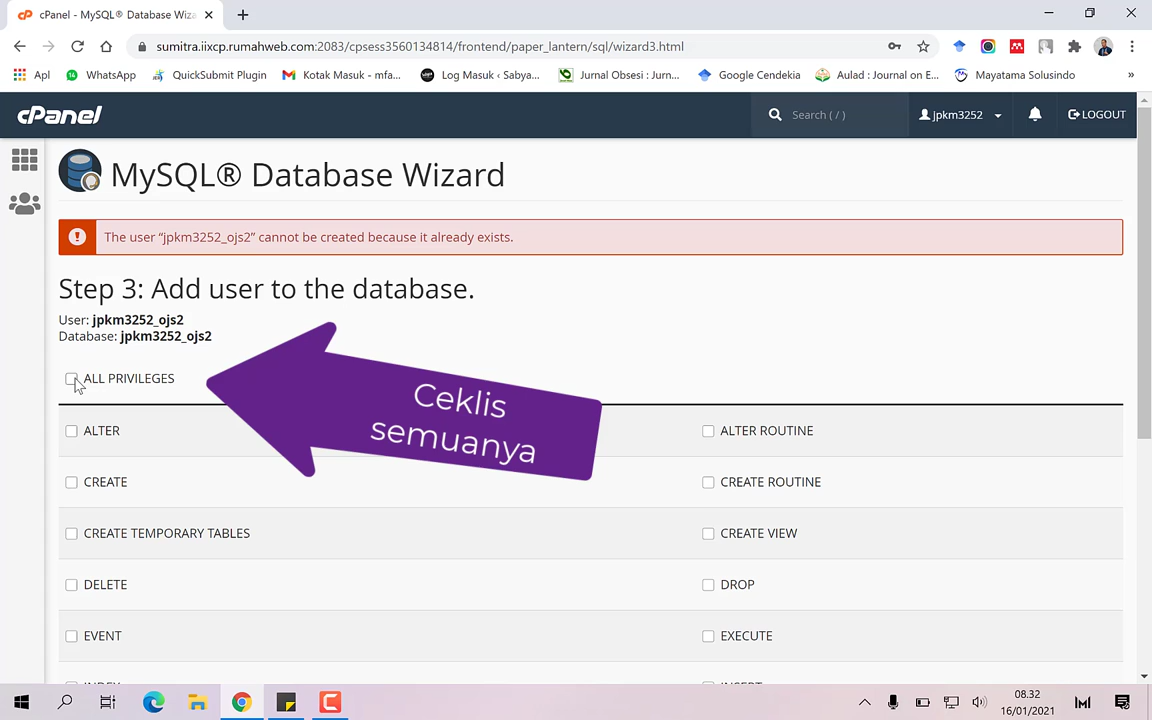 cPanel - MySQL® Database Wiza
sumitra.iixcp.rumahweb.com:2083/cpsess3560134814/frontend/paper_lantern/sql/wizard3.html
Apl
WhatsApp
QuickSubmit Plugin
Kotak Masuk - mfa...
Log Masuk ‹ Sabya...
Jurnal Obsesi : Jurn...
Google Cendekia
Aulad : Journal on E...
Mayatama Solusindo
»
cPanel
Search ( / )
jpkm3252
LOGOUT
MySQL® Database Wizard
The user “jpkm3252_ojs2” cannot be created because it already exists.
Step 3: Add user to the database.
User: jpkm3252_ojs2
Database: jpkm3252_ojs2
ALL PRIVILEGES
Ceklis
semuanya
ALTER
ALTER ROUTINE
CREATE
CREATE ROUTINE
CREATE TEMPORARY TABLES
CREATE VIEW
DELETE
DROP
EVENT
EXECUTE
INDEX
INSERT
08.32
16/01/2021